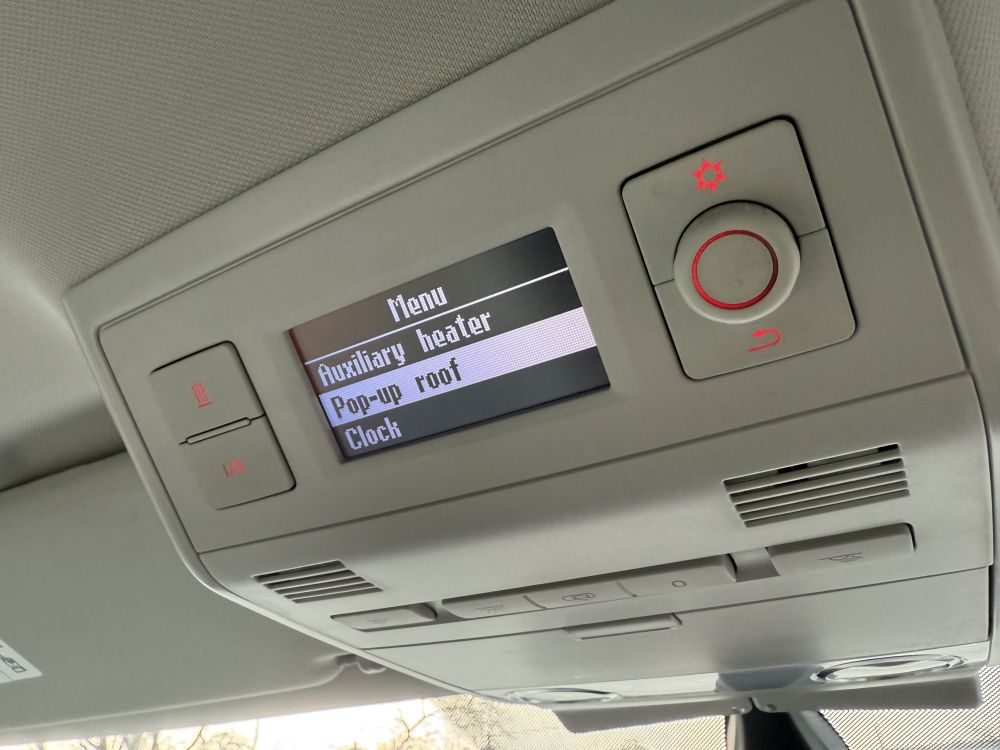 Menu
Auxiliary heater
Pop-up roof
Clock